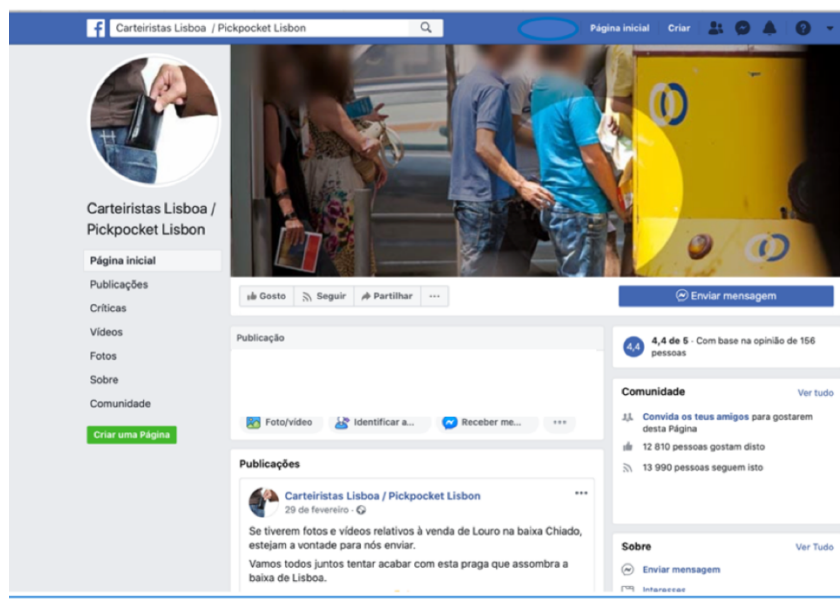 Carteiristas Lisboa / Pickpocket Lisbon
Página inicial
Criar
Carteiristas Lisboa /
Pickpocket Lisbon
Página inicial
Publicações
Críticas
Vídeos
Fotos
Sobre
Comunidade
Criar uma Página
Gosto
Seguir
Partilhar
Enviar mensagem
Publicação
Foto/vídeo
Identificar a...
Receber me...
Publicações
Carteiristas Lisboa / Pickpocket Lisbon
29 de fevereiro ·
Se tiverem fotos e vídeos relativos à venda de Louro na baixa Chiado,
estejam a vontade para nós enviar.
Vamos todos juntos tentar acabar com esta praga que assombra a
baixa de Lisboa.
4,4
4,4 de 5 · Com base na opinião de 156
pessoas
Comunidade
Ver tudo
Convida os teus amigos para gostarem
desta Página
12 810 pessoas gostam disto
13 990 pessoas seguem isto
Sobre
Ver Tudo
Enviar mensagem
Interesses